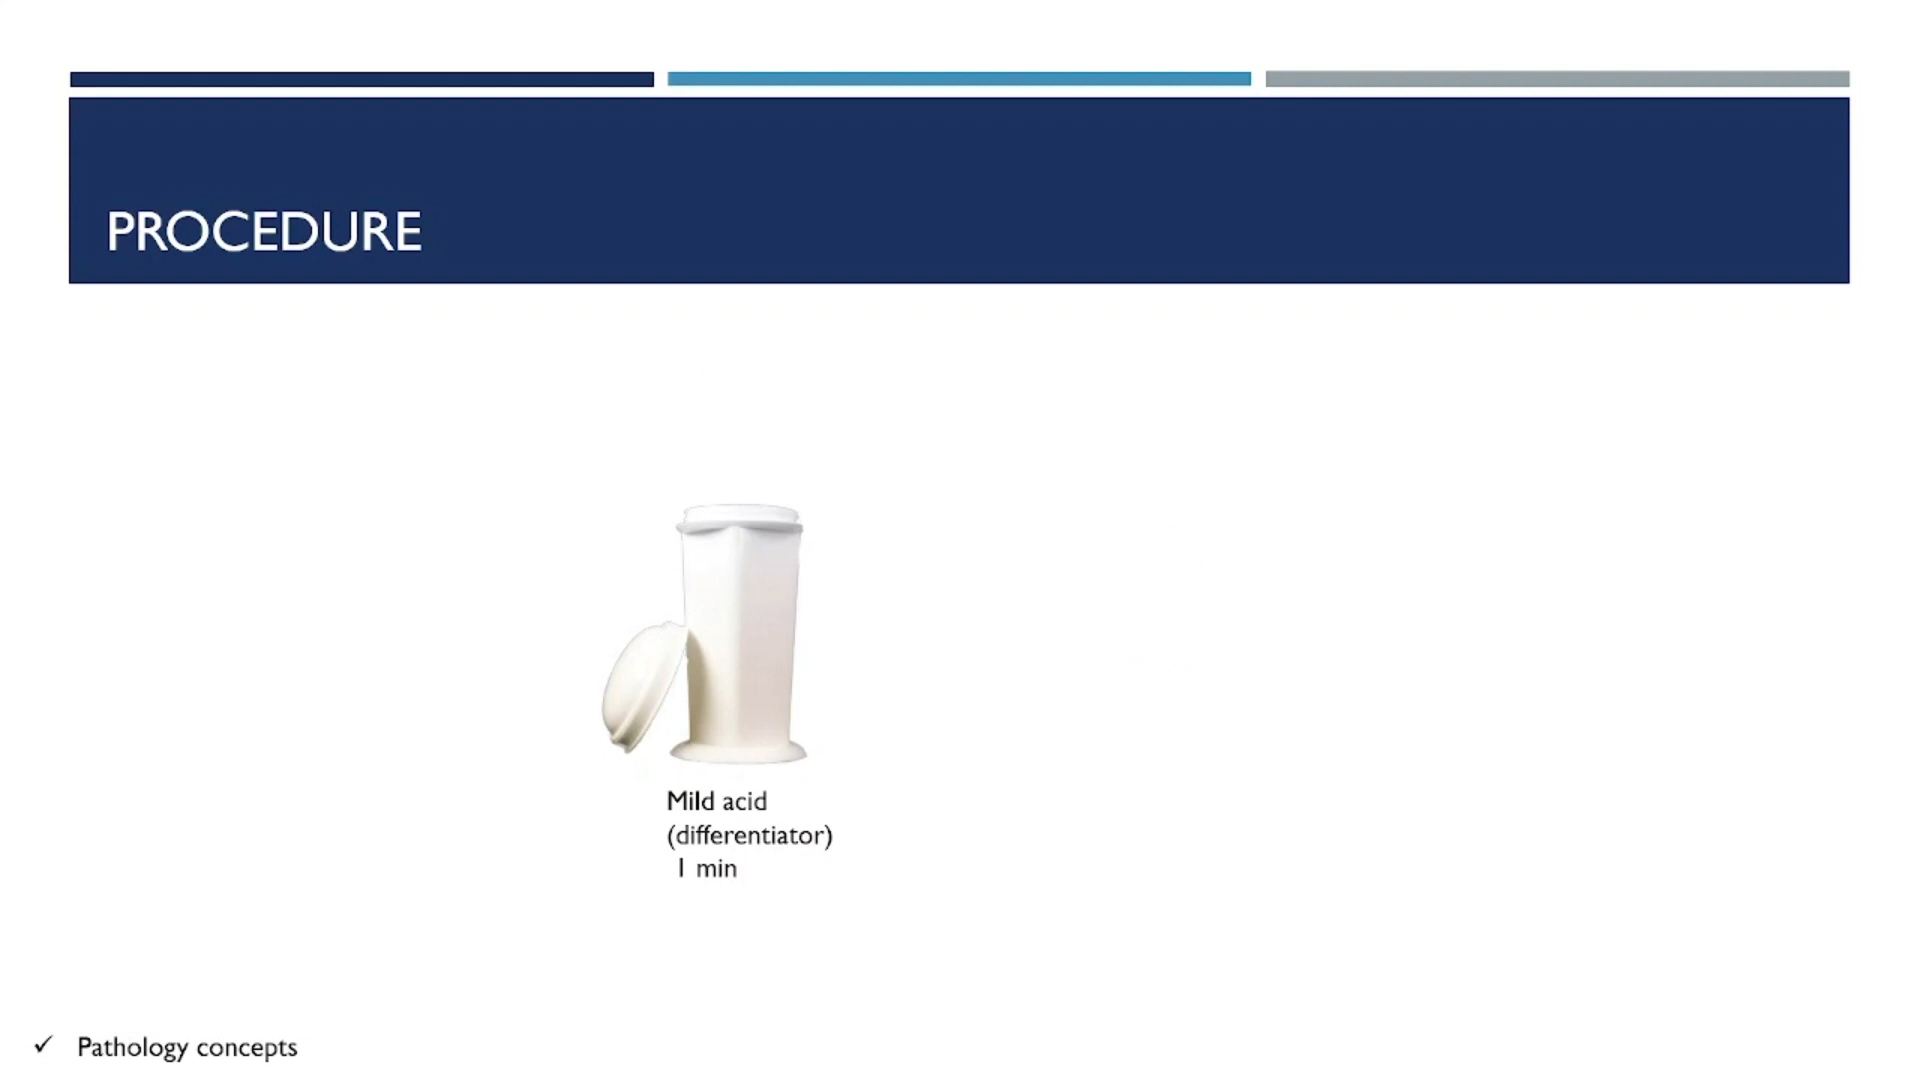 PROCEDURE
Mild acid
(differentiator)
1 min
✓ Pathology concepts